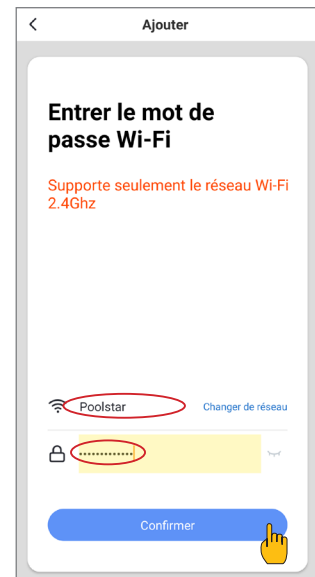 Ajouter
Entrer le mot de
passe Wi-Fi
Supporte seulement le réseau Wi-Fi
2.4Ghz
Poolstar
Changer de réseau
•••••••••••••
Confirmer